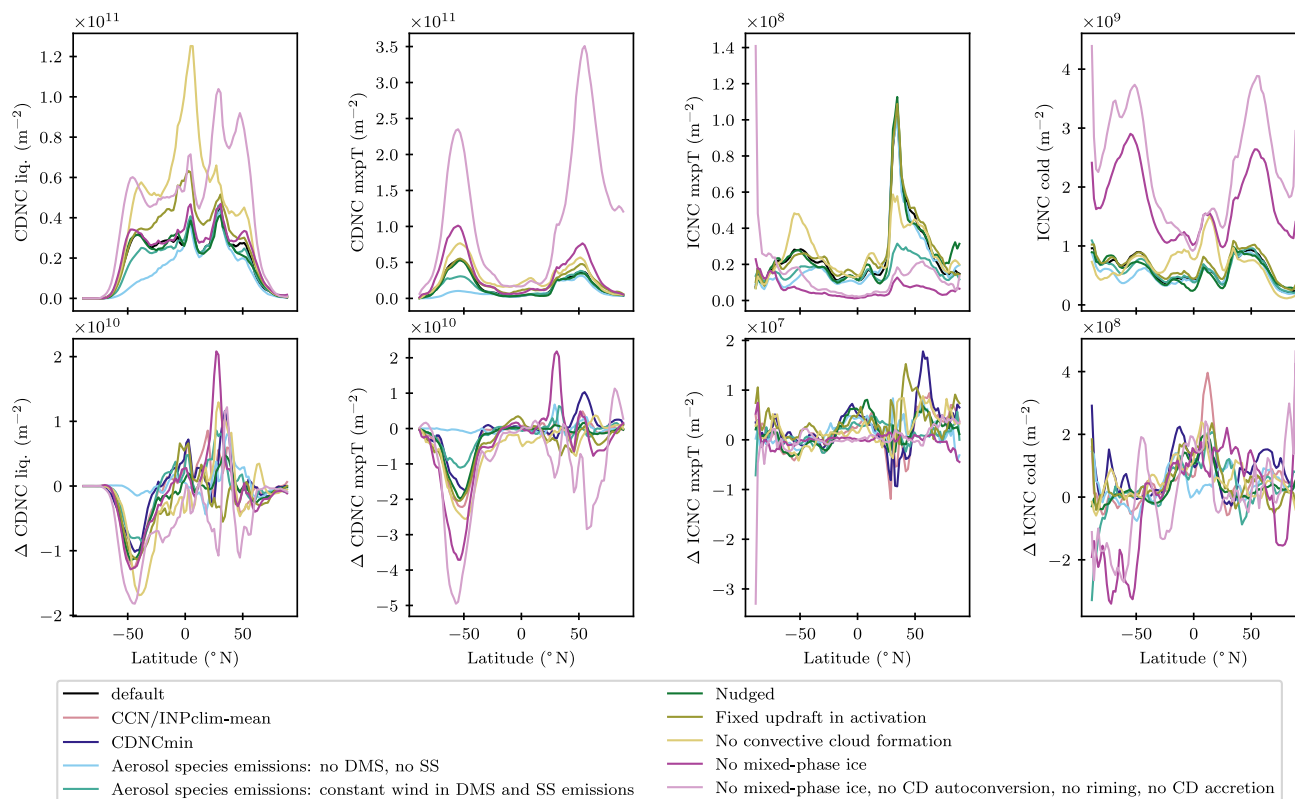 ×10¹¹
×10¹¹
×10⁸
×10⁹
CDNC liq. (m⁻²)
1.2
1.0
0.8
0.6
0.4
0.2
0.0
CDNC mxpT (m⁻²)
3.5
3.0
2.5
2.0
1.5
1.0
0.5
0.0
ICNC mxpT (m⁻²)
1.4
1.2
1.0
0.8
0.6
0.4
0.2
0.0
ICNC cold (m⁻²)
4
3
2
1
0
×10¹⁰
×10¹⁰
×10⁷
×10⁸
Δ CDNC liq. (m⁻²)
2
1
0
−1
−2
Δ CDNC mxpT (m⁻²)
2
1
0
−1
−2
−3
−4
−5
Δ ICNC mxpT (m⁻²)
2
1
0
−1
−2
−3
Δ ICNC cold (m⁻²)
4
2
0
−2
−50 0 50
−50 0 50
−50 0 50
−50 0 50
Latitude (°N)
Latitude (°N)
Latitude (°N)
Latitude (°N)
default
CCN/INPclim-mean
CDNCmin
Aerosol species emissions: no DMS, no SS
Aerosol species emissions: constant wind in DMS and SS emissions
Nudged
Fixed updraft in activation
No convective cloud formation
No mixed-phase ice
No mixed-phase ice, no CD autoconversion, no riming, no CD accretion